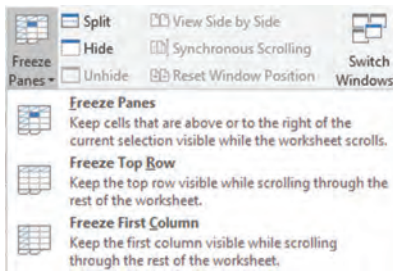 Split View Side by Side
Hide Synchronous Scrolling
Freeze Panes Unhide Reset Window Position Switch Windows
Freeze Panes
Keep cells that are above or to the right of the
current selection visible while the worksheet scrolls.
Freeze Top Row
Keep the top row visible while scrolling through the
rest of the worksheet.
Freeze First Column
Keep the first column visible while scrolling
through the rest of the worksheet.